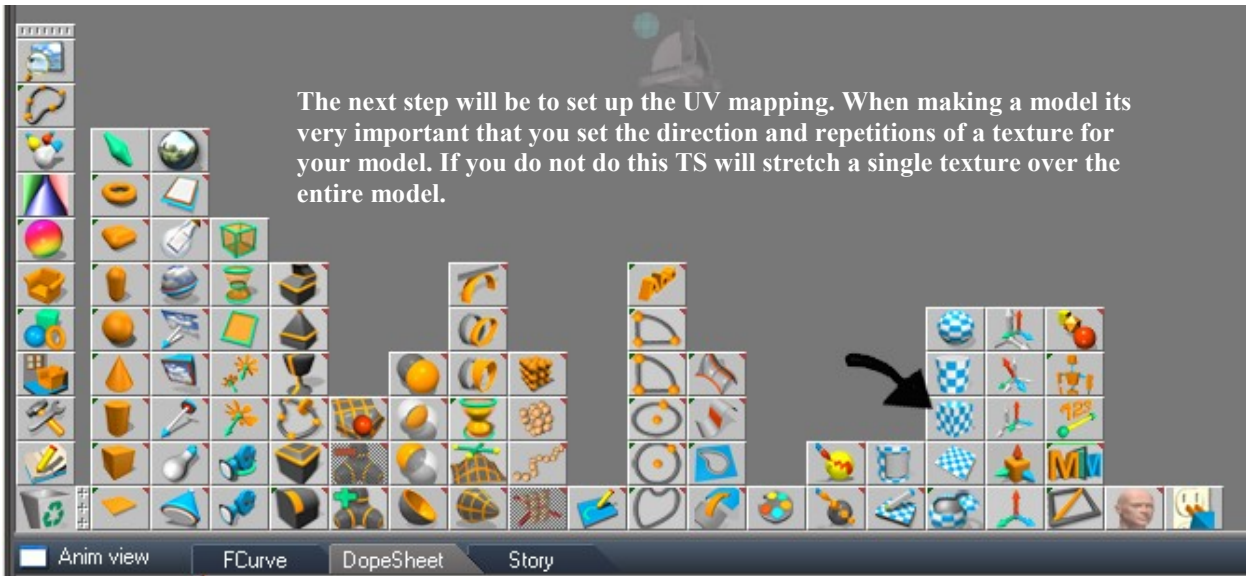 The next step will be to set up the UV mapping. When making a model its
very important that you set the direction and repetitions of a texture for
your model. If you do not do this TS will stretch a single texture over the
entire model.
123
M
Anim view
FCurve
DopeSheet
Story